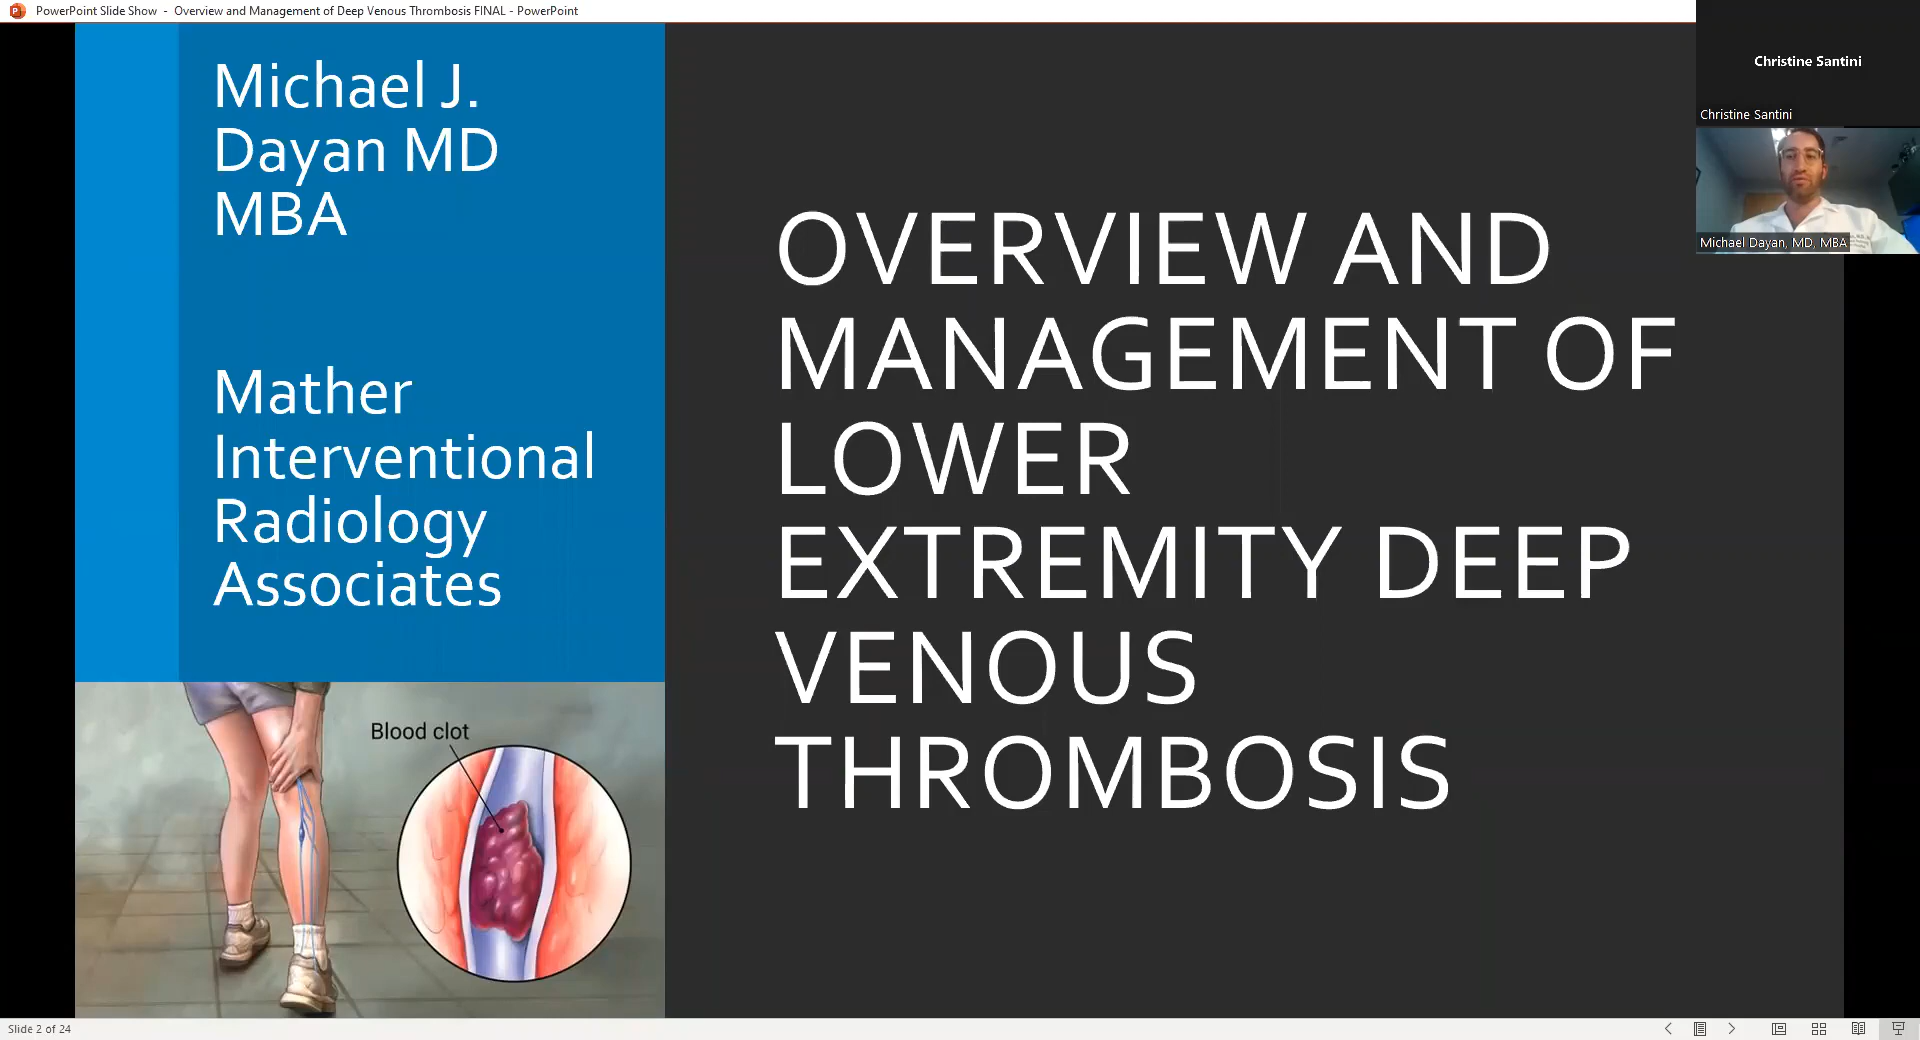 PowerPoint Slide Show - Overview and Management of Deep Venous Thrombosis FINAL - PowerPoint
Christine Santini
Christine Santini
Michael Dayan, MD, MBA
Michael J.
Dayan MD
MBA
Mather
Interventional
Radiology
Associates
OVERVIEW AND
MANAGEMENT OF
LOWER
EXTREMITY DEEP
VENOUS
THROMBOSIS
Blood clot
Slide 2 of 24